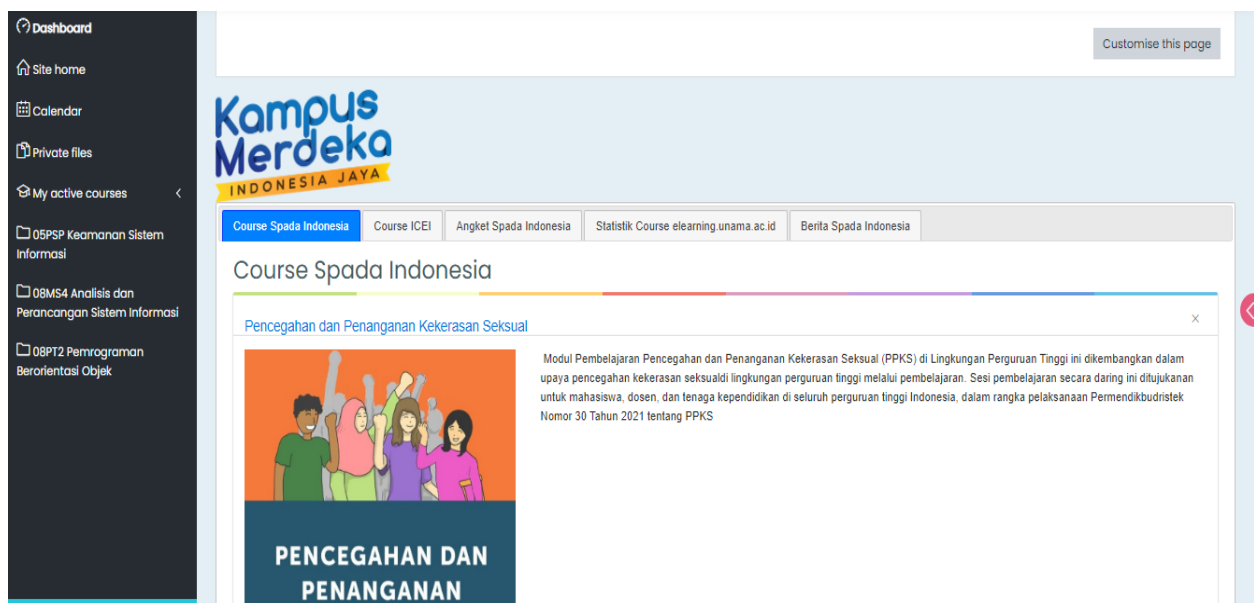 Dashboard
Site home
Calendar
Private files
My active courses
05PSP Keamanan Sistem
Informasi
08MS4 Analisis dan
Perancangan Sistem Informasi
08PT2 Pemrograman
Berorientasi Objek
Customise this page
Kampus
Merdeka
INDONESIA JAYA
Course Spada Indonesia
Course ICEI
Angket Spada Indonesia
Statistik Course elearning.unama.ac.id
Berita Spada Indonesia
Course Spada Indonesia
Pencegahan dan Penanganan Kekerasan Seksual
Modul Pembelajaran Pencegahan dan Penanganan Kekerasan Seksual (PPKS) di Lingkungan Perguruan Tinggi ini dikembangkan dalam
upaya pencegahan kekerasan seksualdi lingkungan perguruan tinggi melalui pembelajaran. Sesi pembelajaran secara daring ini ditujukanan
untuk mahasiswa, dosen, dan tenaga kependidikan di seluruh perguruan tinggi Indonesia, dalam rangka pelaksanaan Permendikbudristek
Nomor 30 Tahun 2021 tentang PPKS
PENCEGAHAN DAN
PENANGANAN